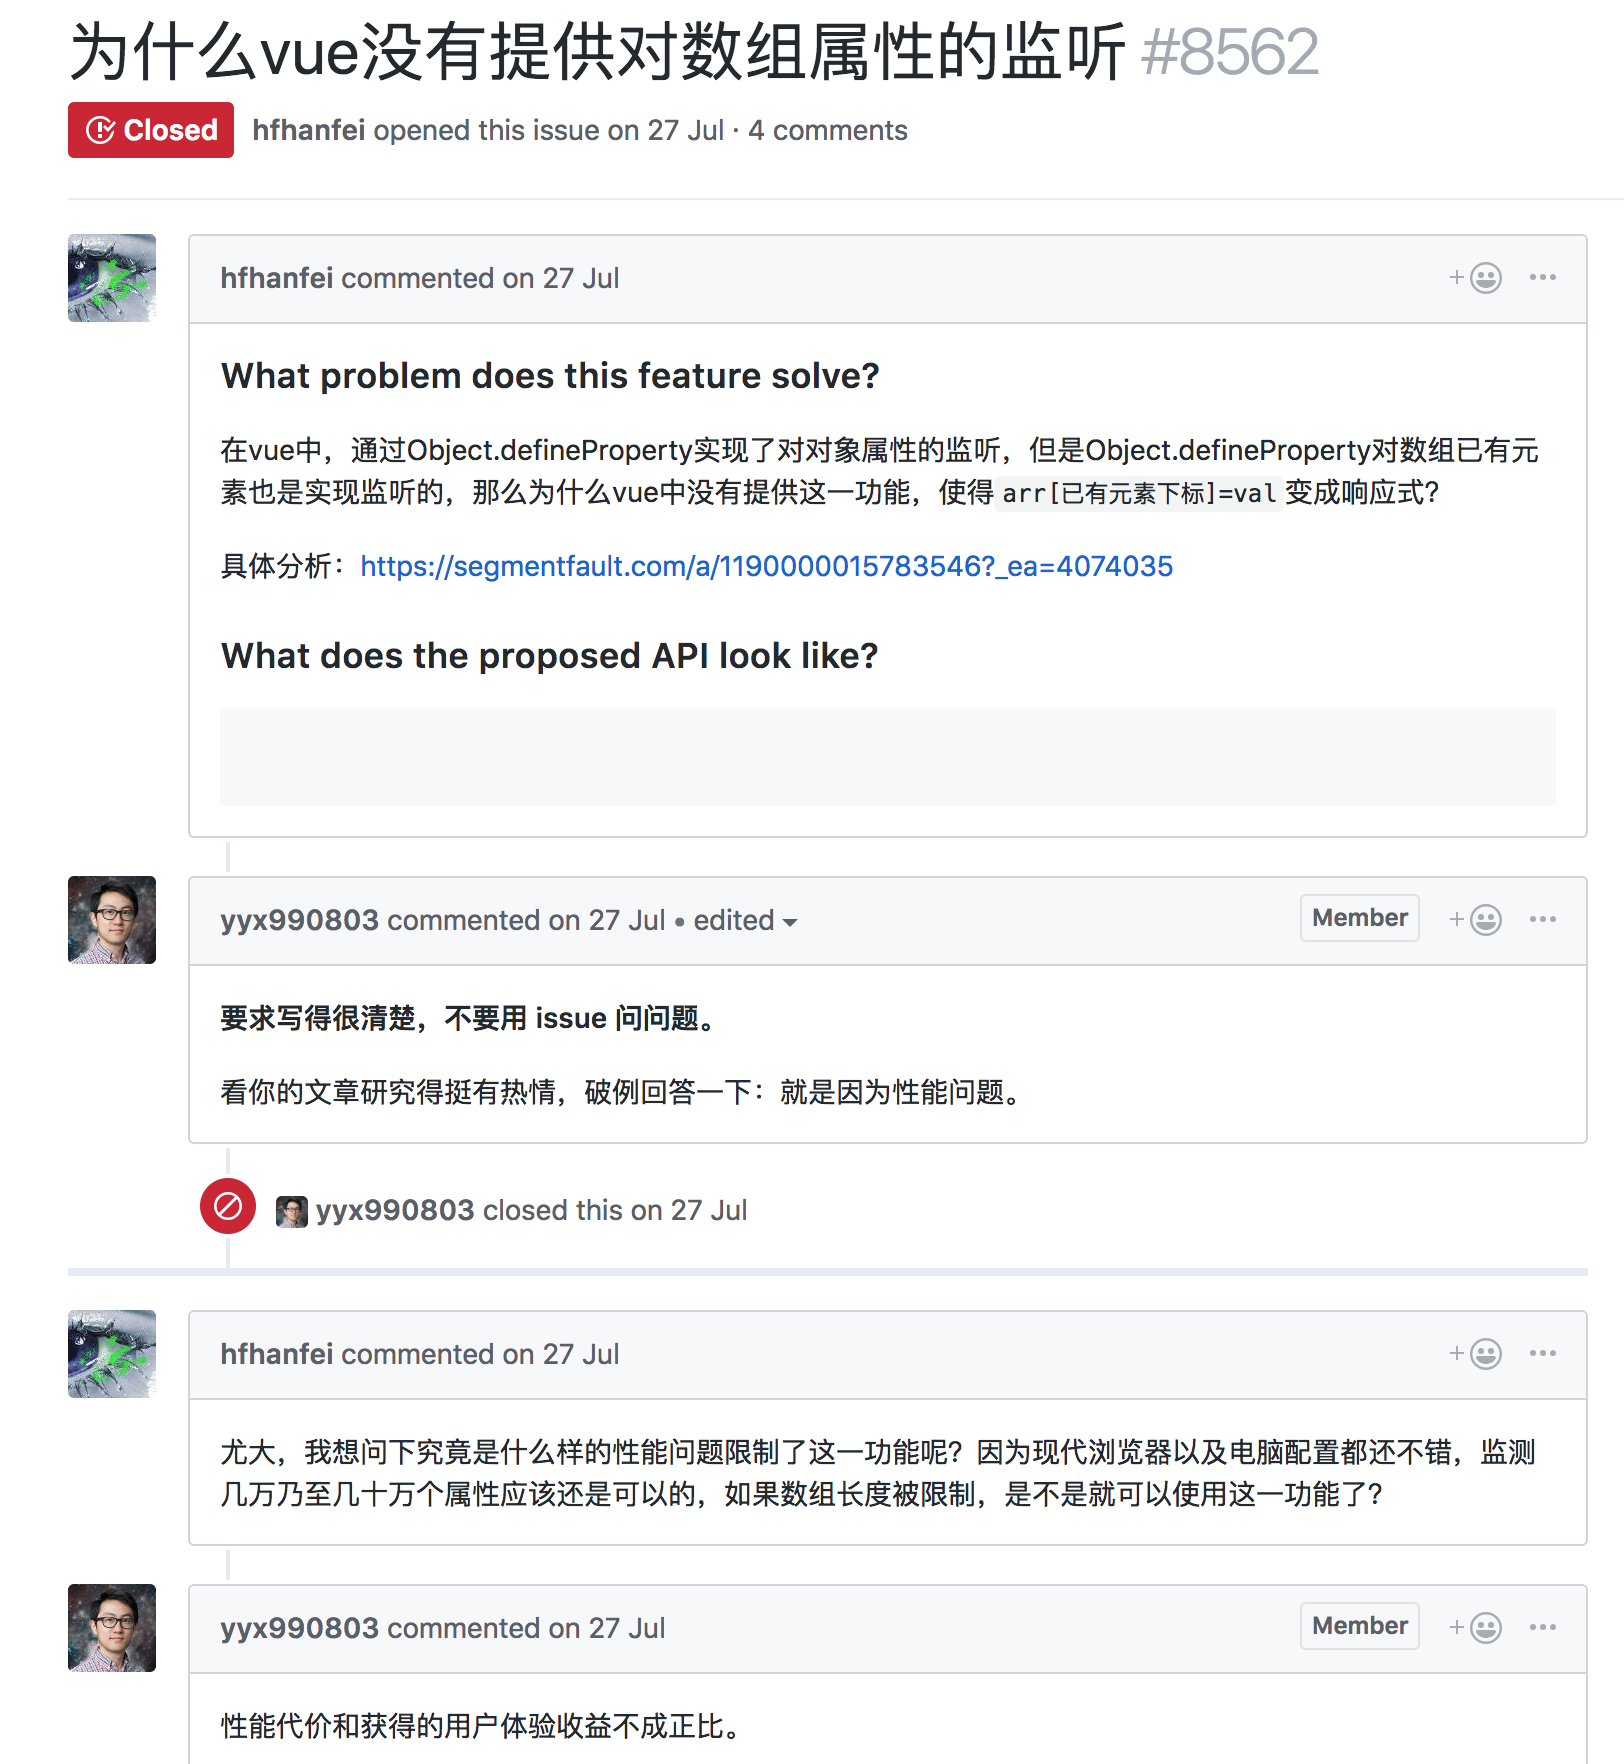 为什么vue没有提供对数组属性的监听 #8562
Closed hfhanfei opened this issue on 27 Jul · 4 comments
hfhanfei commented on 27 Jul
What problem does this feature solve?
在vue中，通过Object.defineProperty实现了对对象属性的监听，但是Object.defineProperty对数组已有元
素也是实现监听的，那么为什么vue中没有提供这一功能，使得 arr[已有元素下标]=val 变成响应式？
具体分析：https://segmentfault.com/a/1190000015783546?_ea=4074035
What does the proposed API look like?
yyx990803 commented on 27 Jul • edited
Member
要求写得很清楚，不要用 issue 问问题。
看你的文章研究得挺有热情，破例回答一下：就是因为性能问题。
yyx990803 closed this on 27 Jul
hfhanfei commented on 27 Jul
尤大，我想问下究竟是什么样的性能问题限制了这一功能呢？因为现代浏览器以及电脑配置都还不错，监测
几万乃至几十万个属性应该还是可以的，如果数组长度被限制，是不是就可以使用这一功能了？
yyx990803 commented on 27 Jul
Member
性能代价和获得的用户体验收益不成正比。